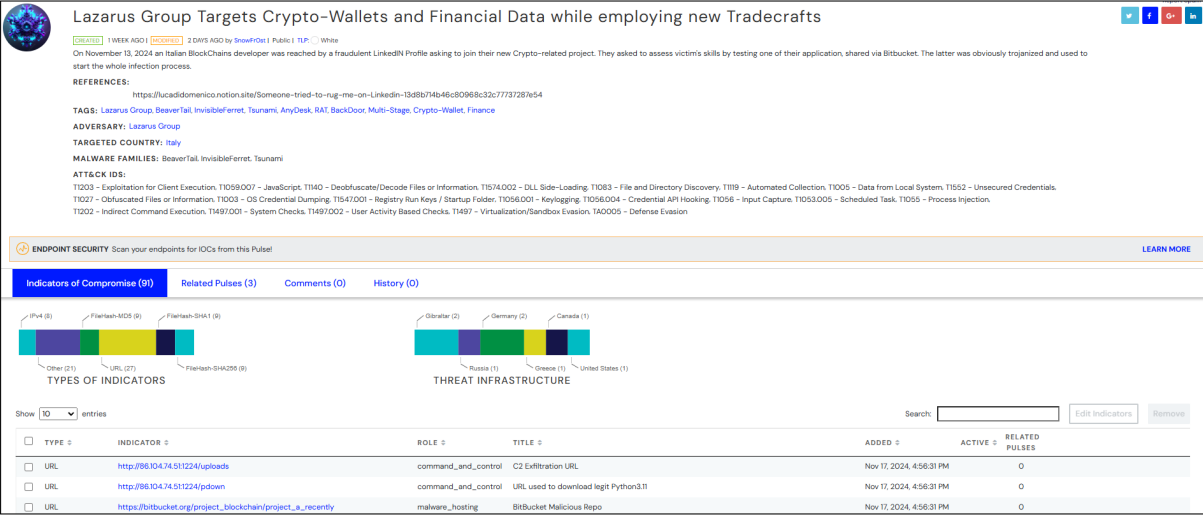 Lazarus Group Targets Crypto-Wallets and Financial Data while employing new Tradecrafts
CREATED 1 WEEK AGO | MODIFIED 2 DAYS AGO by SnowFr0st | Public | TLP: White
On November 13, 2024 an Italian BlockChains developer was reached by a fraudulent LinkedIN Profile asking to join their new Crypto-related project. They asked to assess victim's skills by testing one of their application, shared via Bitbucket. The latter was obviously trojanized and used to
start the whole infection process.
REFERENCES:
https://lucadidomenico.notion.site/Someone-tried-to-rug-me-on-Linkedin-13d8b714b46c80968c32c77737287e54
TAGS: Lazarus Group, BeaverTail, InvisibleFerret, Tsunami, AnyDesk, RAT, BackDoor, Multi-Stage, Crypto-Wallet, Finance
ADVERSARY: Lazarus Group
TARGETED COUNTRY: Italy
MALWARE FAMILIES: BeaverTail, InvisibleFerret, Tsunami
ATT&CK IDS:
T1203 - Exploitation for Client Execution, T1059.007 - JavaScript, T1140 - Deobfuscate/Decode Files or Information, T1574.002 - DLL Side-Loading, T1083 - File and Directory Discovery, T1119 - Automated Collection, T1005 - Data from Local System, T1552 - Unsecured Credentials,
T1027 - Obfuscated Files or Information, T1003 - OS Credential Dumping, T1547.001 - Registry Run Keys / Startup Folder, T1056.001 - Keylogging, T1056.004 - Credential API Hooking, T1056 - Input Capture, T1053.005 - Scheduled Task, T1055 - Process Injection,
T1202 - Indirect Command Execution, T1497.001 - System Checks, T1497.002 - User Activity Based Checks, T1497 - Virtualization/Sandbox Evasion, TA0005 - Defense Evasion
ENDPOINT SECURITY Scan your endpoints for IOCs from this Pulse! LEARN MORE
Indicators of Compromise (91) Related Pulses (3) Comments (0) History (0)
IPv4 (8) FileHash-MD5 (9) FileHash-SHA1 (9) Gibraltar (2) Germany (2) Canada (1)
Other (21) URL (27) FileHash-SHA256 (9) Russia (1) Greece (1) United States (1)
TYPES OF INDICATORS THREAT INFRASTRUCTURE
Show 10 entries Search: Edit Indicators Remove
TYPE INDICATOR ROLE TITLE ADDED ACTIVE RELATED PULSES
URL http://86.104.74.51:1224/uploads command_and_control C2 Exfiltration URL Nov 17, 2024, 4:56:31 PM 0
URL http://86.104.74.51:1224/pdown command_and_control URL used to download legit Python3.11 Nov 17, 2024, 4:56:31 PM 0
URL https://bitbucket.org/project_blockchain/project_a_recently malware_hosting BitBucket Malicious Repo Nov 17, 2024, 4:56:31 PM 0